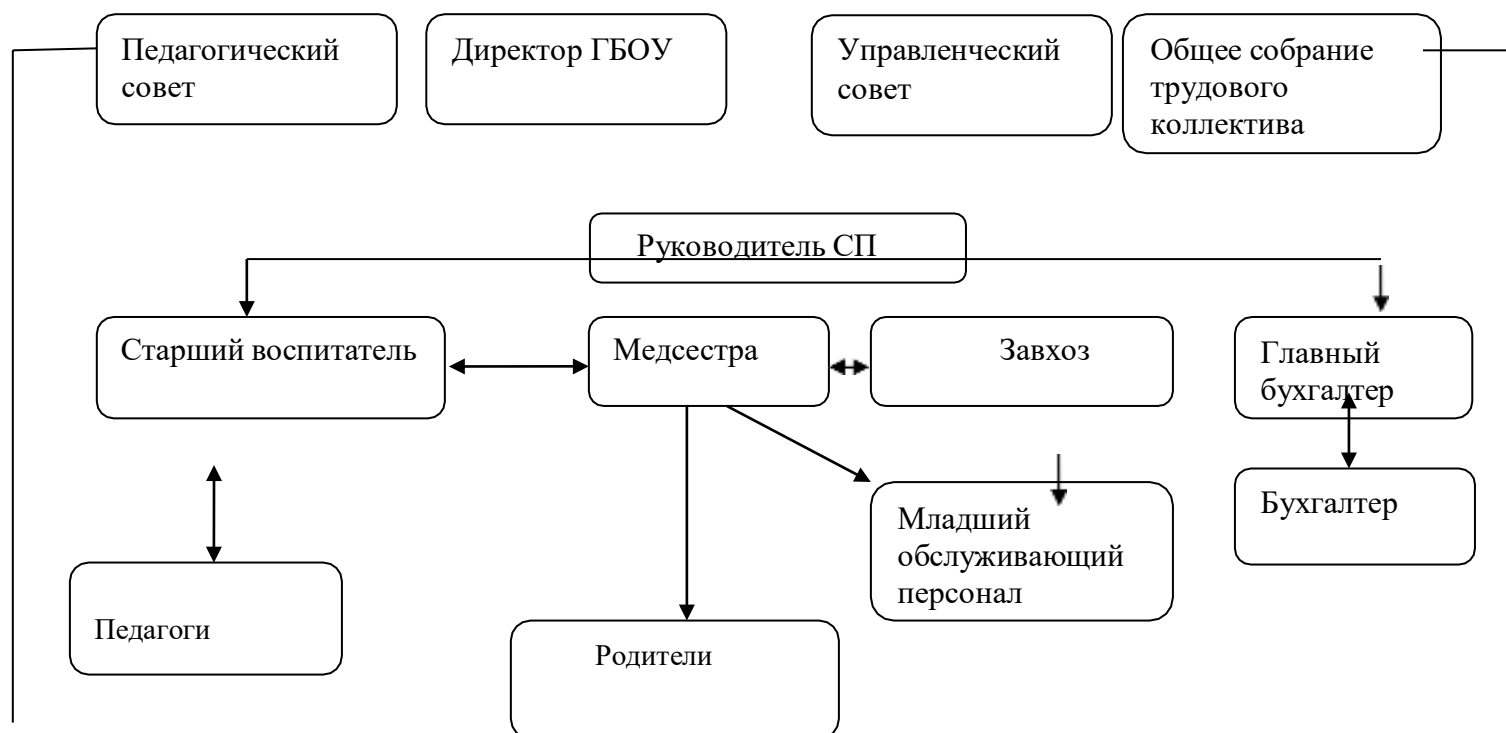 Педагогический
совет
Директор ГБОУ
Управленческий
совет
Общее собрание
трудового
коллектива
Руководитель СП
Старший воспитатель
Медсестра
Завхоз
Главный
бухгалтер
Младший
обслуживающий
персонал
Бухгалтер
Педагоги
Родители